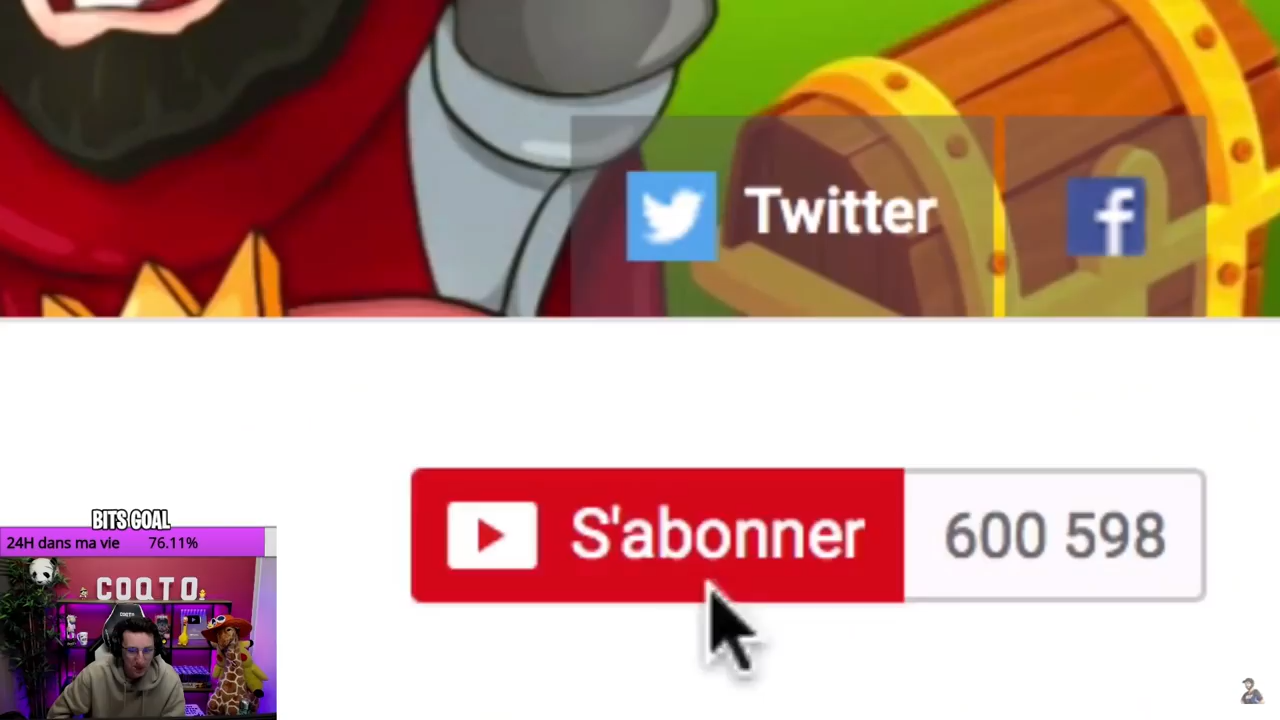 Twitter
S'abonner
600 598
BITS GOAL
24H dans ma vie 76.11%
COQTO